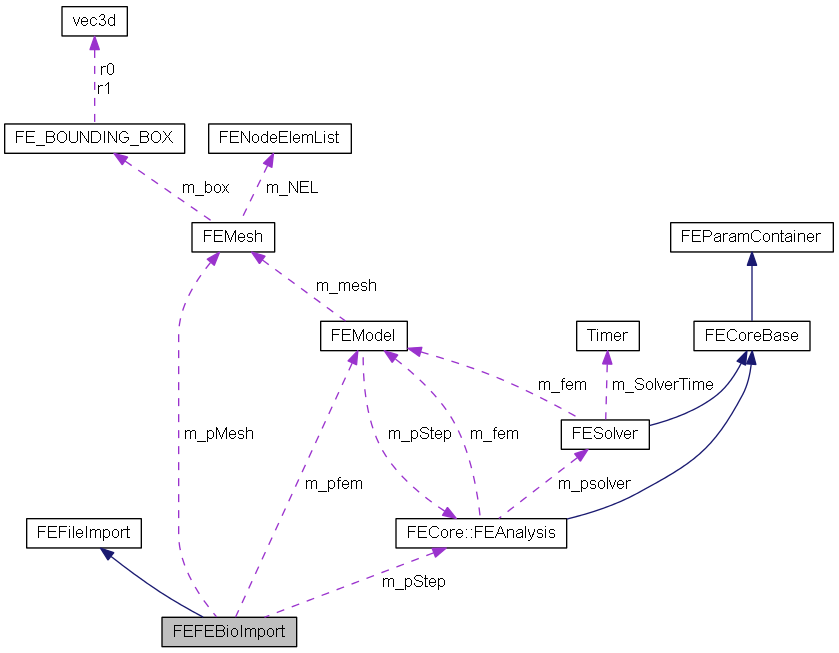 vec3d
r0
r1
FE_BOUNDING_BOX
FENodeElemList
m_box
m_NEL
FEMesh
FEParamContainer
m_mesh
FEModel
Timer
FECoreBase
m_fem
m_SolverTime
m_pMesh
m_pStep
m_fem
FESolver
m_pfem
m_psolver
FEFileImport
FECore::FEAnalysis
m_pStep
FEFEBioImport